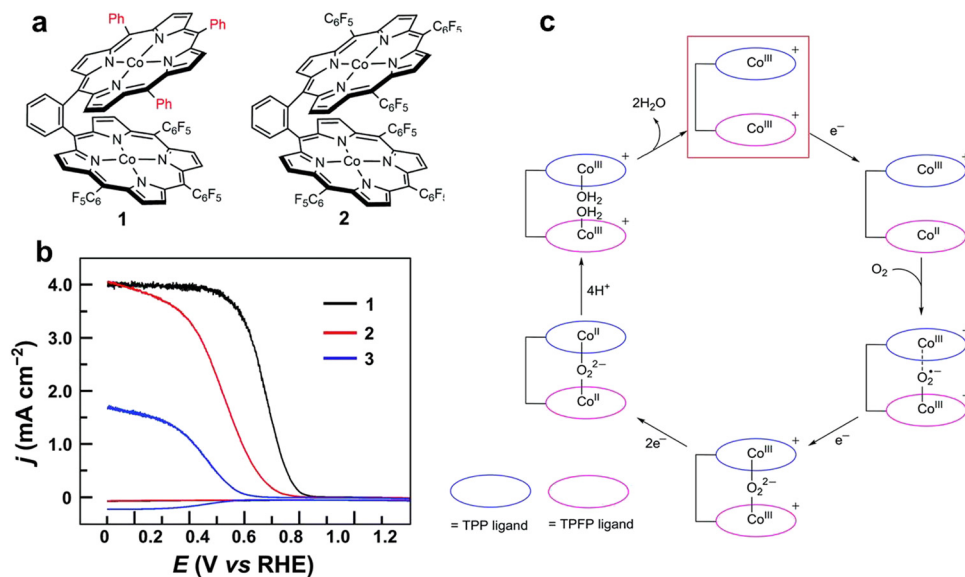 a
Ph
Ph
N
N
Co
N
N
Ph
C6F5
N
N
Co
N
N
F5C6
C6F5
1
C6F5
C6F5
N
N
Co
N
N
C6F5
C6F5
N
N
Co
N
N
F5C6
C6F5
2
b
4.0
3.0
2.0
1.0
0
j (mA cm−2)
1
2
3
0 0.2 0.4 0.6 0.8 1.0 1.2
E (V vs RHE)
c
CoIII +
CoIII +
e−
CoIII +
CoII
O2
CoIII +
O2•−
CoIII +
e−
CoIII +
O22−
CoIII +
2e−
CoII
O22−
CoII
4H+
CoIII +
OH2
OH2
CoIII +
2H2O
= TPP ligand
= TPFP ligand